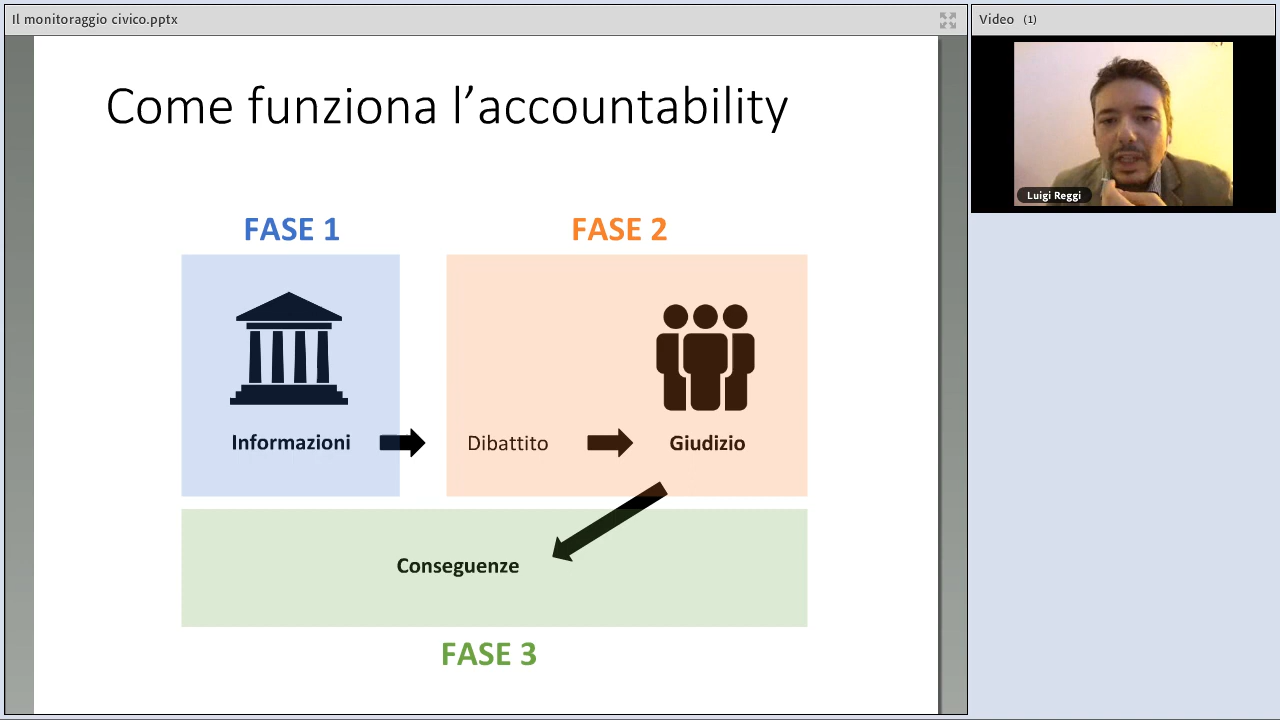 Il monitoraggio civico.pptx
Video (1)
Luigi Reggi
Come funziona l’accountability
FASE 1
FASE 2
Informazioni
Dibattito
Giudizio
Conseguenze
FASE 3